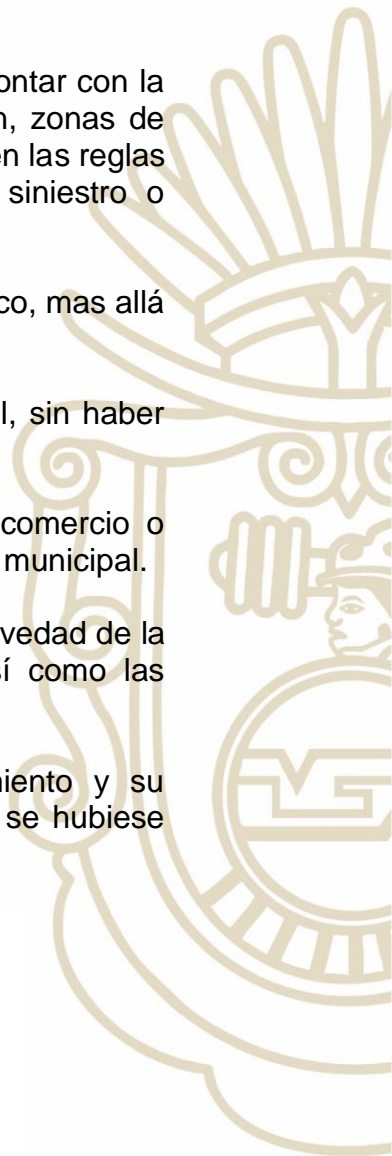 ontar con la
n, zonas de
en las reglas
siniestro o
co, mas allá
l, sin haber
comercio o
municipal.
vedad de la
sí como las
niento y su
se hubiese